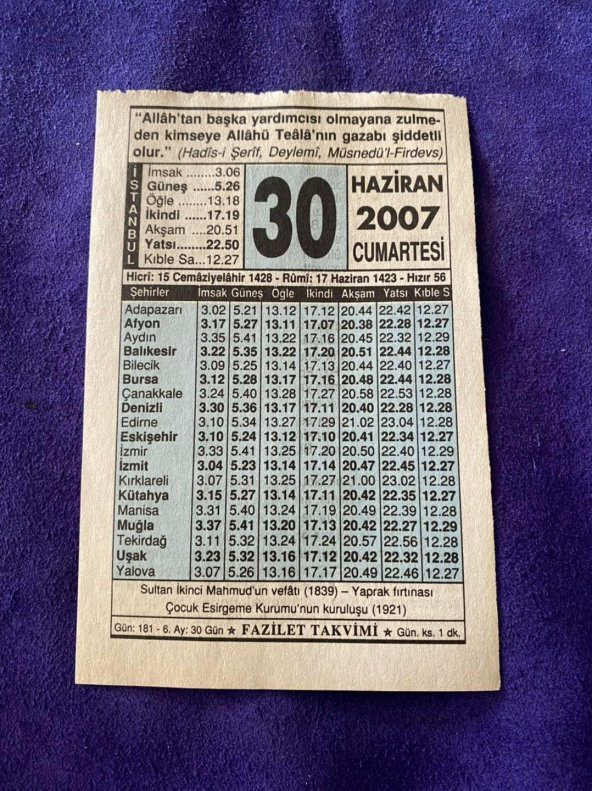 “Allâh’tan başka yardımcısı olmayana zulme-
den kimseye Allâhü Teâlâ’nın gazabı şiddetli
olur.” (Hadîs-i Şerîf, Deylemî, Müsnedü’l-Firdevs)
İSTANBUL
İmsak ........3.06
Güneş ......5.26
Öğle .......13.18
İkindi ......17.19
Akşam ....20.51
Yatsı........22.50
Kıble Sa...12.27
30
HAZİRAN
2007
CUMARTESİ
Hicrî: 15 Cemâziyelâhir 1428 - Rûmî: 17 Haziran 1423 - Hızır 56
Şehirler İmsak Güneş Öğle İkindi Akşam Yatsı Kıble S
Adapazarı 3.02 5.21 13.12 17.12 20.44 22.42 12.27
Afyon 3.17 5.27 13.11 17.07 20.38 22.28 12.27
Aydın 3.35 5.41 13.22 17.16 20.45 22.32 12.29
Balıkesir 3.22 5.35 13.22 17.20 20.51 22.44 12.28
Bilecik 3.09 5.25 13.14 17.13 20.44 22.40 12.27
Bursa 3.12 5.28 13.17 17.16 20.48 22.44 12.28
Çanakkale 3.24 5.40 13.28 17.27 20.58 22.53 12.28
Denizli 3.30 5.36 13.17 17.11 20.40 22.28 12.28
Edirne 3.10 5.34 13.27 17.29 21.02 23.04 12.28
Eskişehir 3.10 5.24 13.12 17.10 20.41 22.34 12.27
İzmir 3.33 5.41 13.25 17.20 20.50 22.40 12.29
İzmit 3.04 5.23 13.14 17.14 20.47 22.45 12.27
Kırklareli 3.07 5.31 13.25 17.27 21.00 23.02 12.28
Kütahya 3.15 5.27 13.14 17.11 20.42 22.35 12.27
Manisa 3.31 5.40 13.24 17.19 20.49 22.39 12.28
Muğla 3.37 5.41 13.20 17.13 20.42 22.27 12.29
Tekirdağ 3.11 5.32 13.24 17.24 20.57 22.56 12.28
Uşak 3.23 5.32 13.16 17.12 20.42 22.32 12.28
Yalova 3.07 5.26 13.16 17.17 20.49 22.46 12.27
Sultan İkinci Mahmud’un vefâtı (1839) – Yaprak fırtınası
Çocuk Esirgeme Kurumu’nun kuruluşu (1921)
Gün: 181 - 6. Ay: 30 Gün ★ FAZİLET TAKVİMİ ★ Gün. ks. 1 dk.